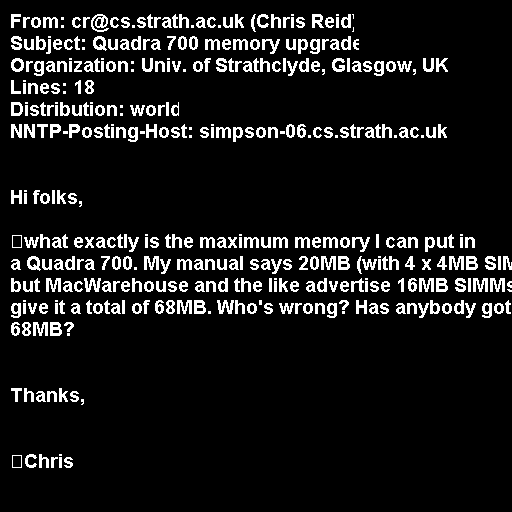 From: cr@cs.strath.ac.uk (Chris Reid)
Subject: Quadra 700 memory upgrade
Organization: Univ. of Strathclyde, Glasgow, UK
Lines: 18
Distribution: world
NNTP-Posting-Host: simpson-06.cs.strath.ac.uk
Hi folks,
what exactly is the maximum memory I can put in
a Quadra 700. My manual says 20MB (with 4 x 4MB SIM
but MacWarehouse and the like advertise 16MB SIMMs
give it a total of 68MB. Who's wrong? Has anybody got
68MB?
Thanks,
Chris